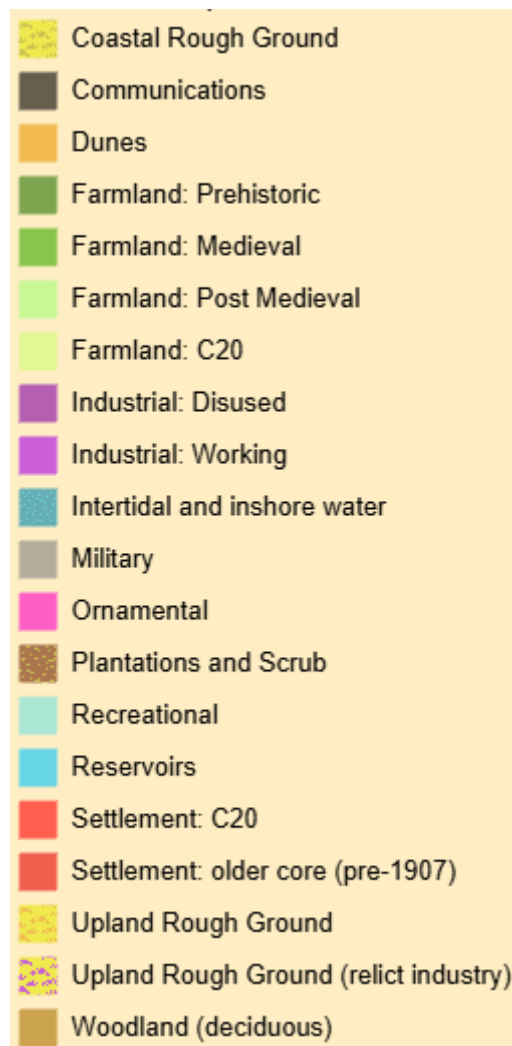 Coastal Rough Ground
Communications
Dunes
Farmland: Prehistoric
Farmland: Medieval
Farmland: Post Medieval
Farmland: C20
Industrial: Disused
Industrial: Working
Intertidal and inshore water
Military
Ornamental
Plantations and Scrub
Recreational
Reservoirs
Settlement: C20
Settlement: older core (pre-1907)
Upland Rough Ground
Upland Rough Ground (relict industry)
Woodland (deciduous)